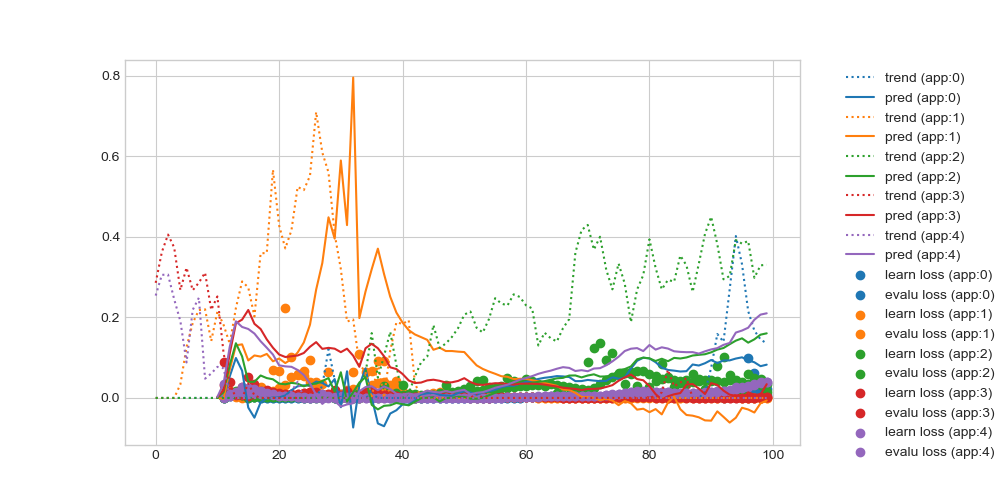 0.8
0.6
0.4
0.2
0.0
0 20 40 60 80 100
trend (app:0)
pred (app:0)
trend (app:1)
pred (app:1)
trend (app:2)
pred (app:2)
trend (app:3)
pred (app:3)
trend (app:4)
pred (app:4)
learn loss (app:0)
evalu loss (app:0)
learn loss (app:1)
evalu loss (app:1)
learn loss (app:2)
evalu loss (app:2)
learn loss (app:3)
evalu loss (app:3)
learn loss (app:4)
evalu loss (app:4)